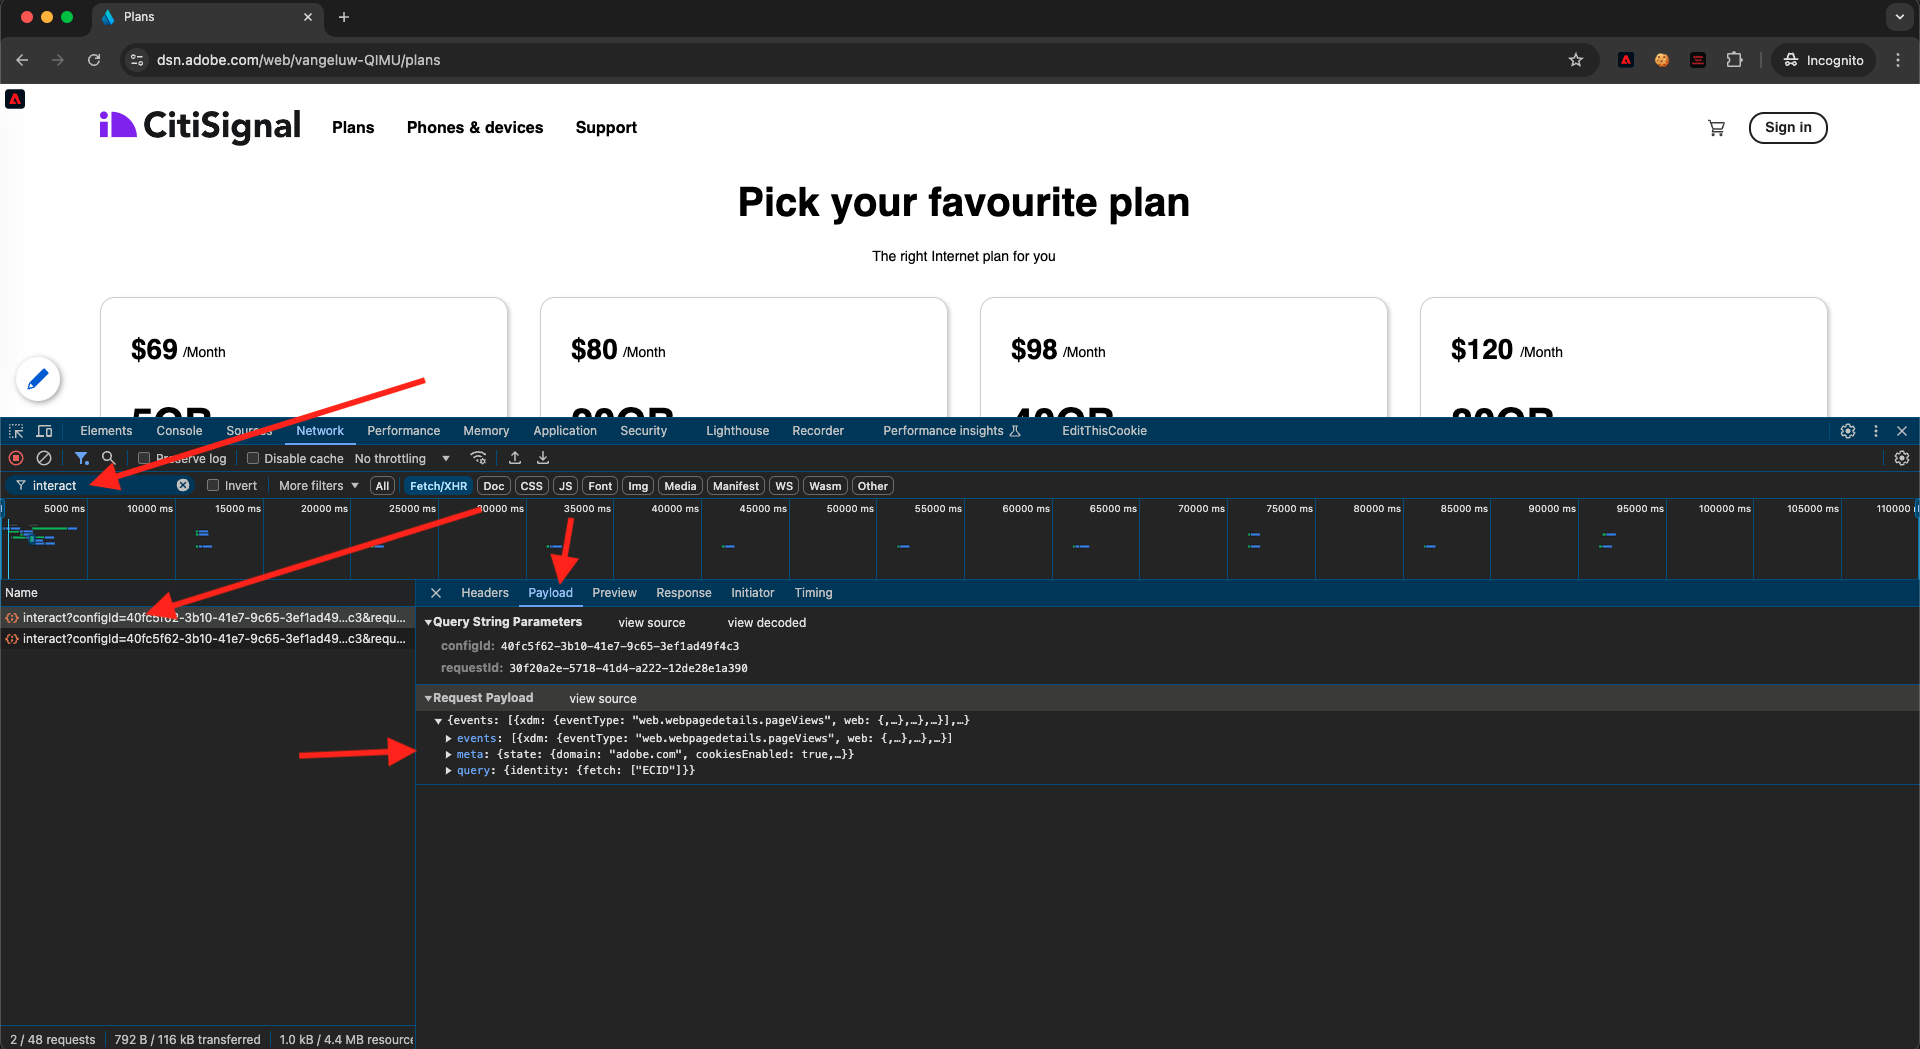 Plans
dsn.adobe.com/web/vangeluw-QIMU/plans
Incognito
CitiSignal
Plans
Phones & devices
Support
Sign in
Pick your favourite plan
The right Internet plan for you
$69 /Month
$80 /Month
$98 /Month
$120 /Month
Elements Console Sources Network Performance Memory Application Security Lighthouse Recorder Performance insights EditThisCookie
Preserve log Disable cache No throttling
interact Invert More filters All Fetch/XHR Doc CSS JS Font Img Media Manifest WS Wasm Other
5000 ms 10000 ms 15000 ms 20000 ms 25000 ms 30000 ms 35000 ms 40000 ms 45000 ms 50000 ms 55000 ms 60000 ms 65000 ms 70000 ms 75000 ms 80000 ms 85000 ms 90000 ms 95000 ms 100000 ms 105000 ms 110000
Name
interact?configId=40fc5f62-3b10-41e7-9c65-3ef1ad49...c3&requ...
interact?configId=40fc5f62-3b10-41e7-9c65-3ef1ad49...c3&requ...
Headers Payload Preview Response Initiator Timing
Query String Parameters view source view decoded
configId: 40fc5f62-3b10-41e7-9c65-3ef1ad49f4c3
requestId: 30f20a2e-5718-41d4-a222-12de28e1a390
Request Payload view source
{events: [{xdm: {eventType: "web.webpagedetails.pageViews", web: {,…},…},…}],…}
events: [{xdm: {eventType: "web.webpagedetails.pageViews", web: {,…},…},…}]
meta: {state: {domain: "adobe.com", cookiesEnabled: true,…}}
query: {identity: {fetch: ["ECID"]}}
2 / 48 requests 792 B / 116 kB transferred 1.0 kB / 4.4 MB resource